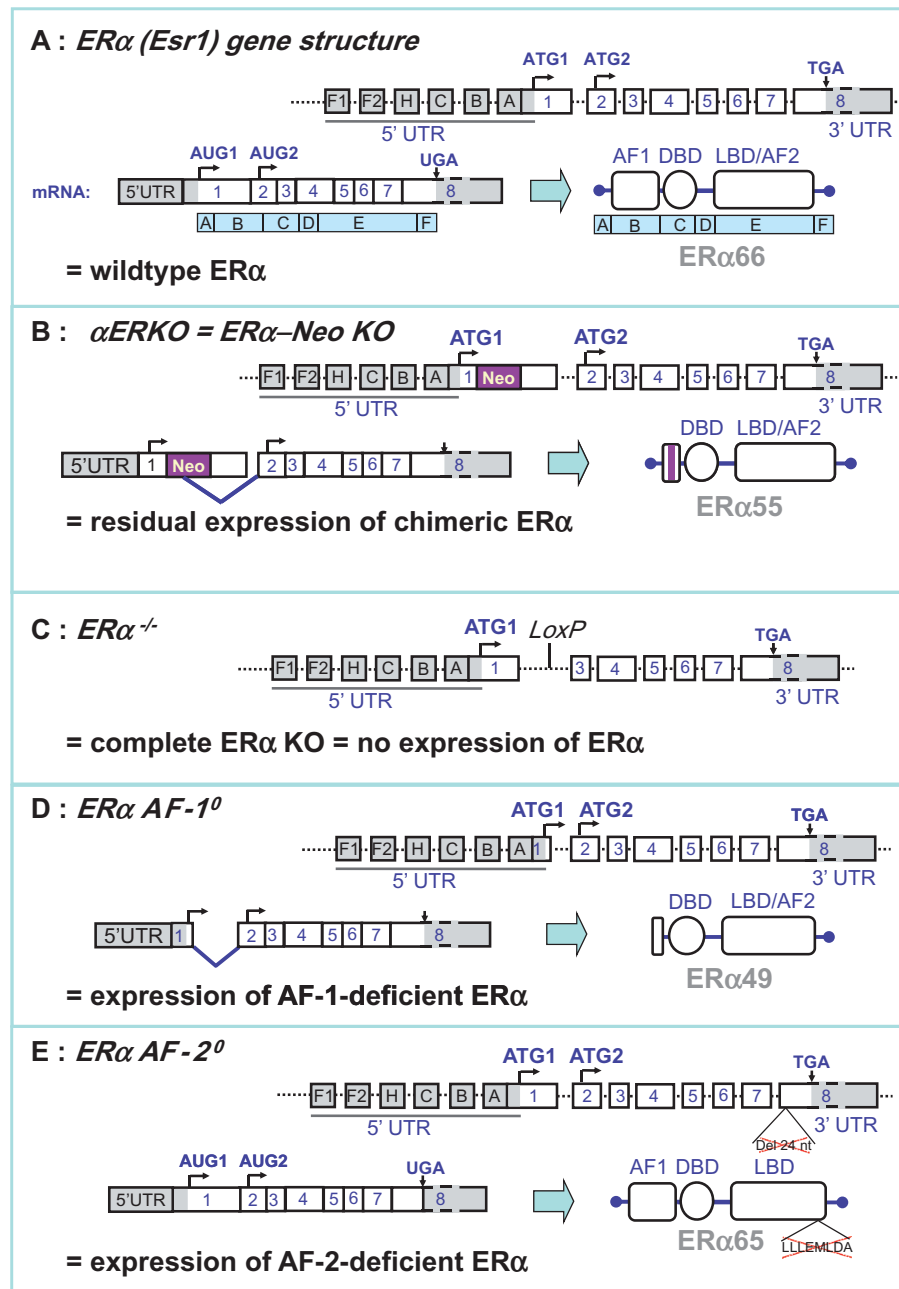 A : ERα (Esr1) gene structure
ATG1 ATG2 TGA
F1 F2 H C B A 1 2 3 4 5 6 7 8
5' UTR 3' UTR
AUG1 AUG2 UGA AF1 DBD LBD/AF2
mRNA: 5'UTR 1 2 3 4 5 6 7 8
A B C D E F A B C D E F
ERα66
= wildtype ERα
B : αERKO = ERα–Neo KO
ATG1 ATG2 TGA
F1 F2 H C B A 1 Neo 2 3 4 5 6 7 8
5' UTR 3' UTR
DBD LBD/AF2
5'UTR 1 Neo 2 3 4 5 6 7 8
ERα55
= residual expression of chimeric ERα
C : ERα -/-
ATG1 LoxP TGA
F1 F2 H C B A 1 3 4 5 6 7 8
5' UTR 3' UTR
= complete ERα KO = no expression of ERα
D : ERα AF-1⁰
ATG1 ATG2 TGA
F1 F2 H C B A 1 2 3 4 5 6 7 8
5' UTR 3' UTR
DBD LBD/AF2
5'UTR 1 2 3 4 5 6 7 8
ERα49
= expression of AF-1-deficient ERα
E : ERα AF-2⁰
ATG1 ATG2 TGA
F1 F2 H C B A 1 2 3 4 5 6 7 8
5' UTR 3' UTR
Del 24 nt
AUG1 AUG2 UGA AF1 DBD LBD
5'UTR 1 2 3 4 5 6 7 8
ERα65
LLLEMLDA
= expression of AF-2-deficient ERα